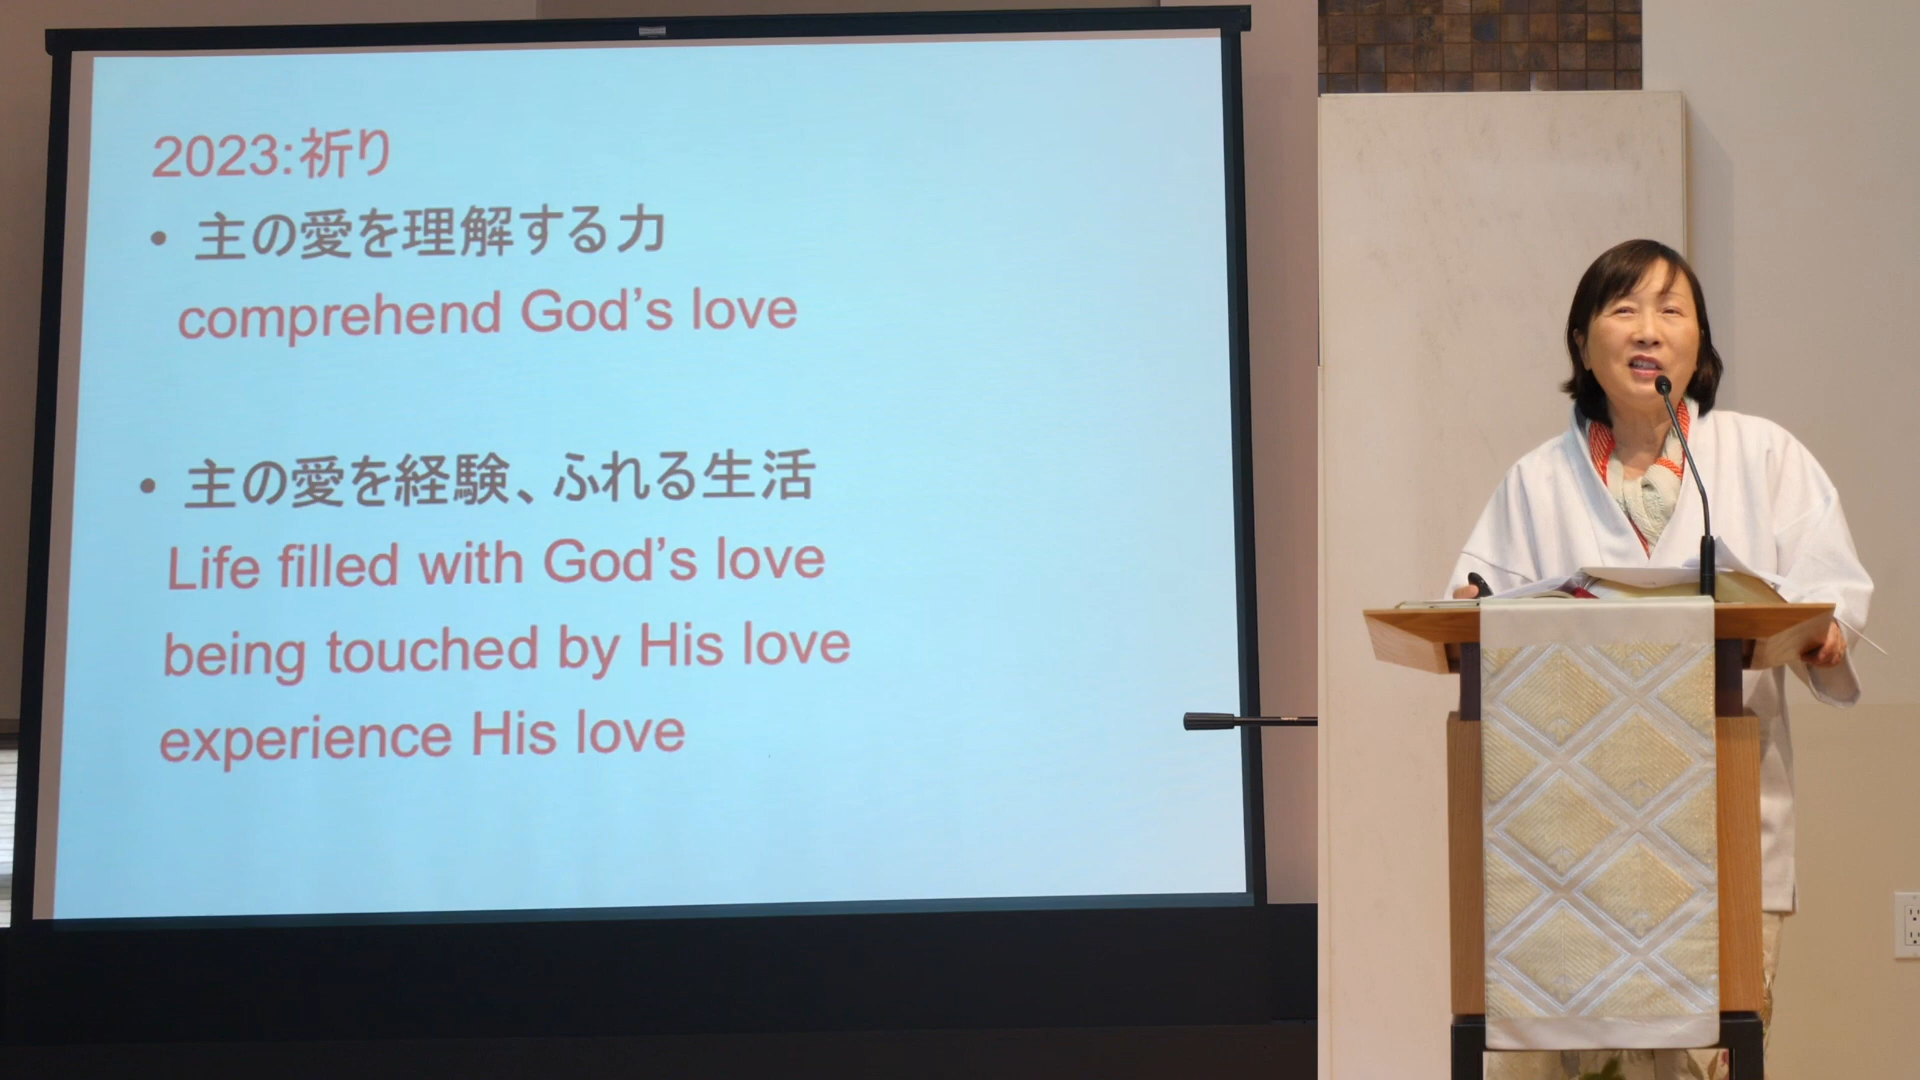 2023:祈り
• 主の愛を理解する力
comprehend God’s love
• 主の愛を経験、ふれる生活
Life filled with God’s love
being touched by His love
experience His love